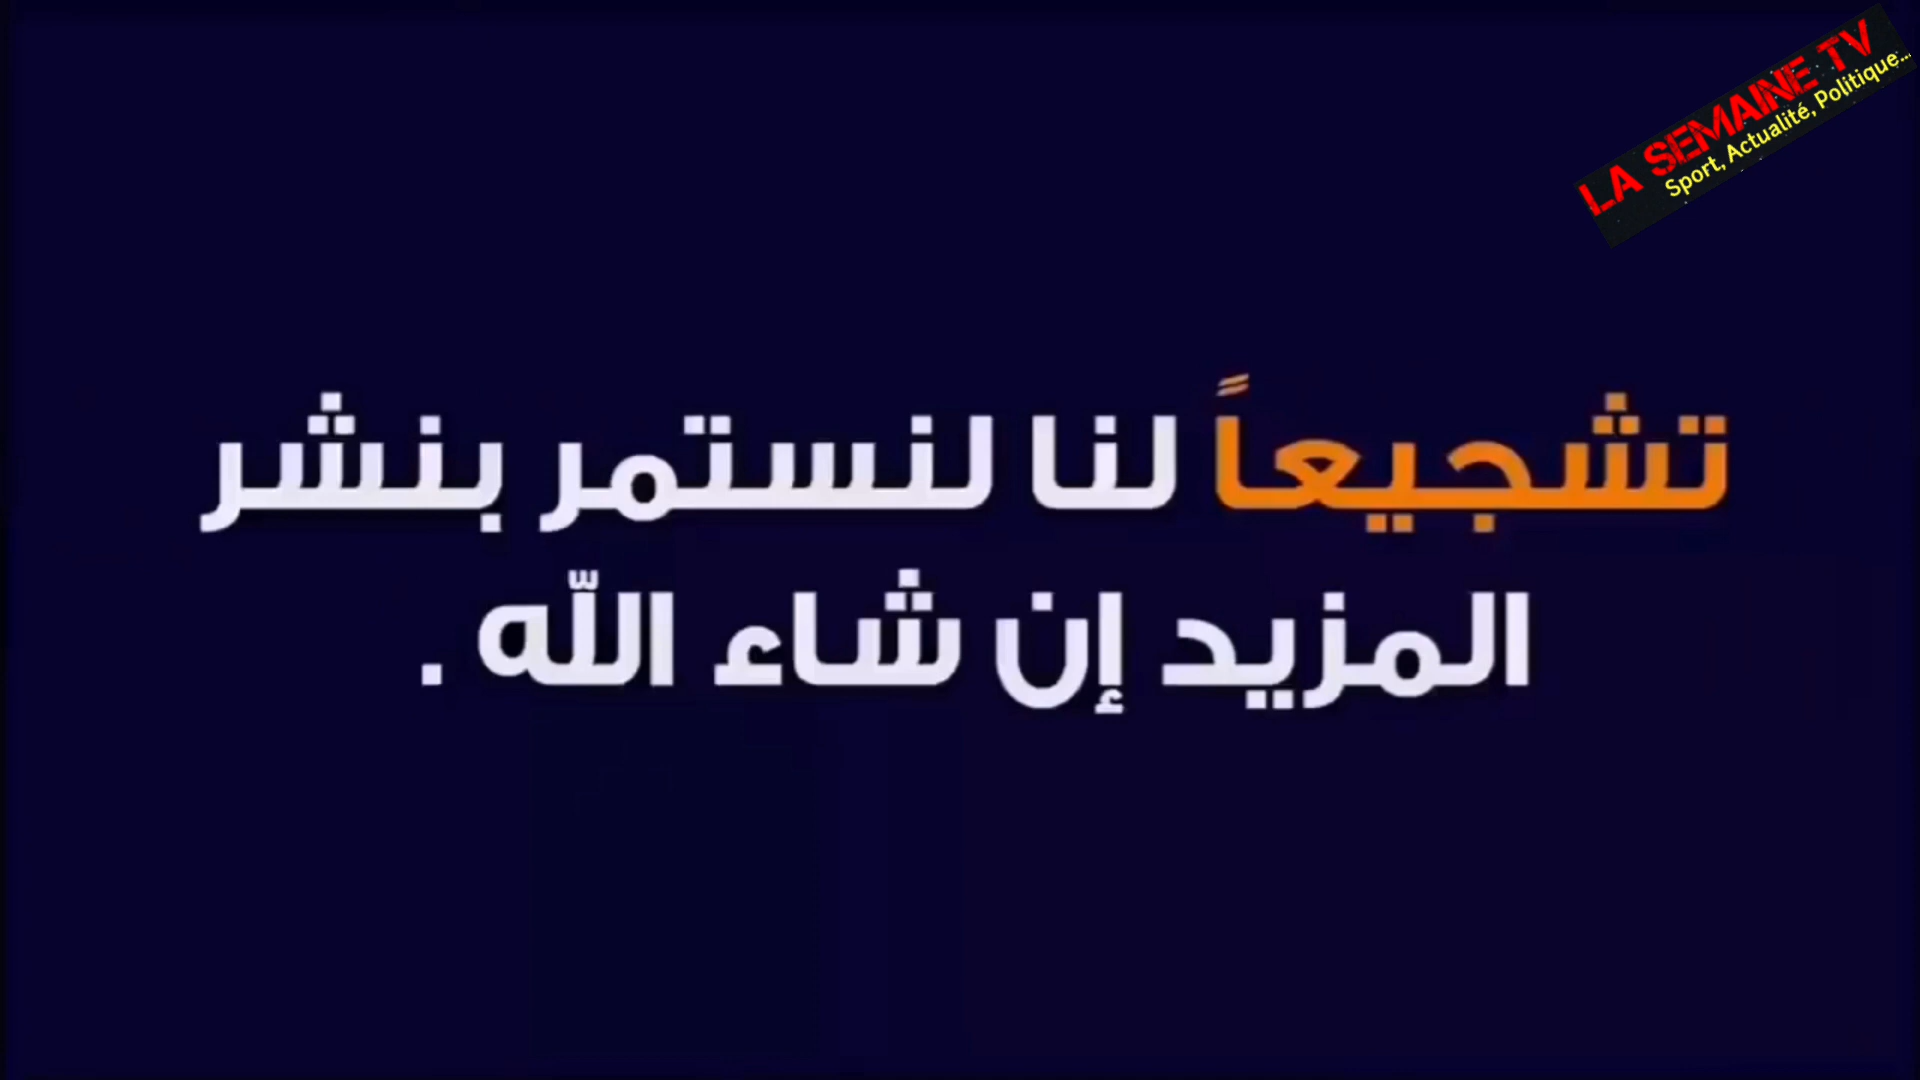 LA SEMAINE TV
Sport, Actualité, Politique...
تشجيعاً لنا لنستمر بنشر
المزيد إن شاء الله .